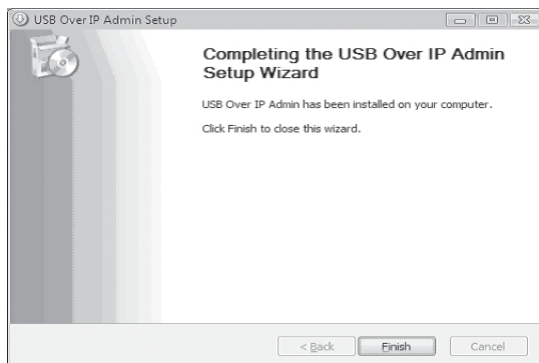 USB Over IP Admin Setup
Completing the USB Over IP Admin
Setup Wizard
USB Over IP Admin has been installed on your computer.
Click Finish to close this wizard.
< Back
Finish
Cancel